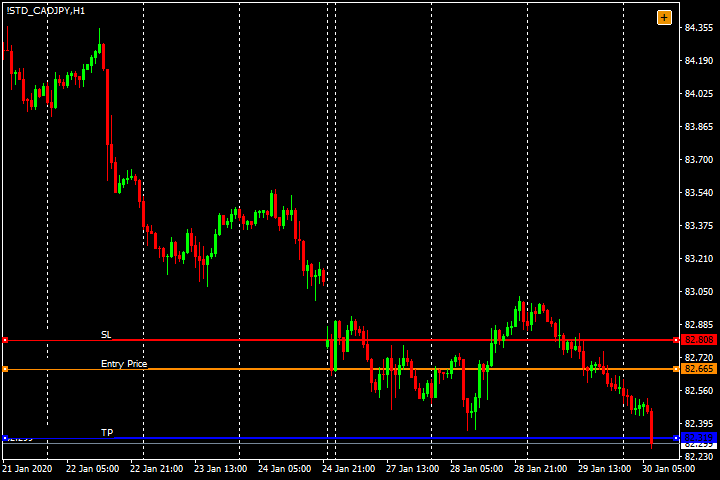 !STD_CADJPY,H1
84.355
84.190
84.025
83.865
83.700
83.540
83.375
83.210
83.050
82.885
SL
82.808
82.720
Entry Price
82.665
82.560
82.395
TP
82.299
82.230
21 Jan 2020
22 Jan 05:00
22 Jan 21:00
23 Jan 13:00
24 Jan 05:00
24 Jan 21:00
27 Jan 13:00
28 Jan 05:00
28 Jan 21:00
29 Jan 13:00
30 Jan 05:00